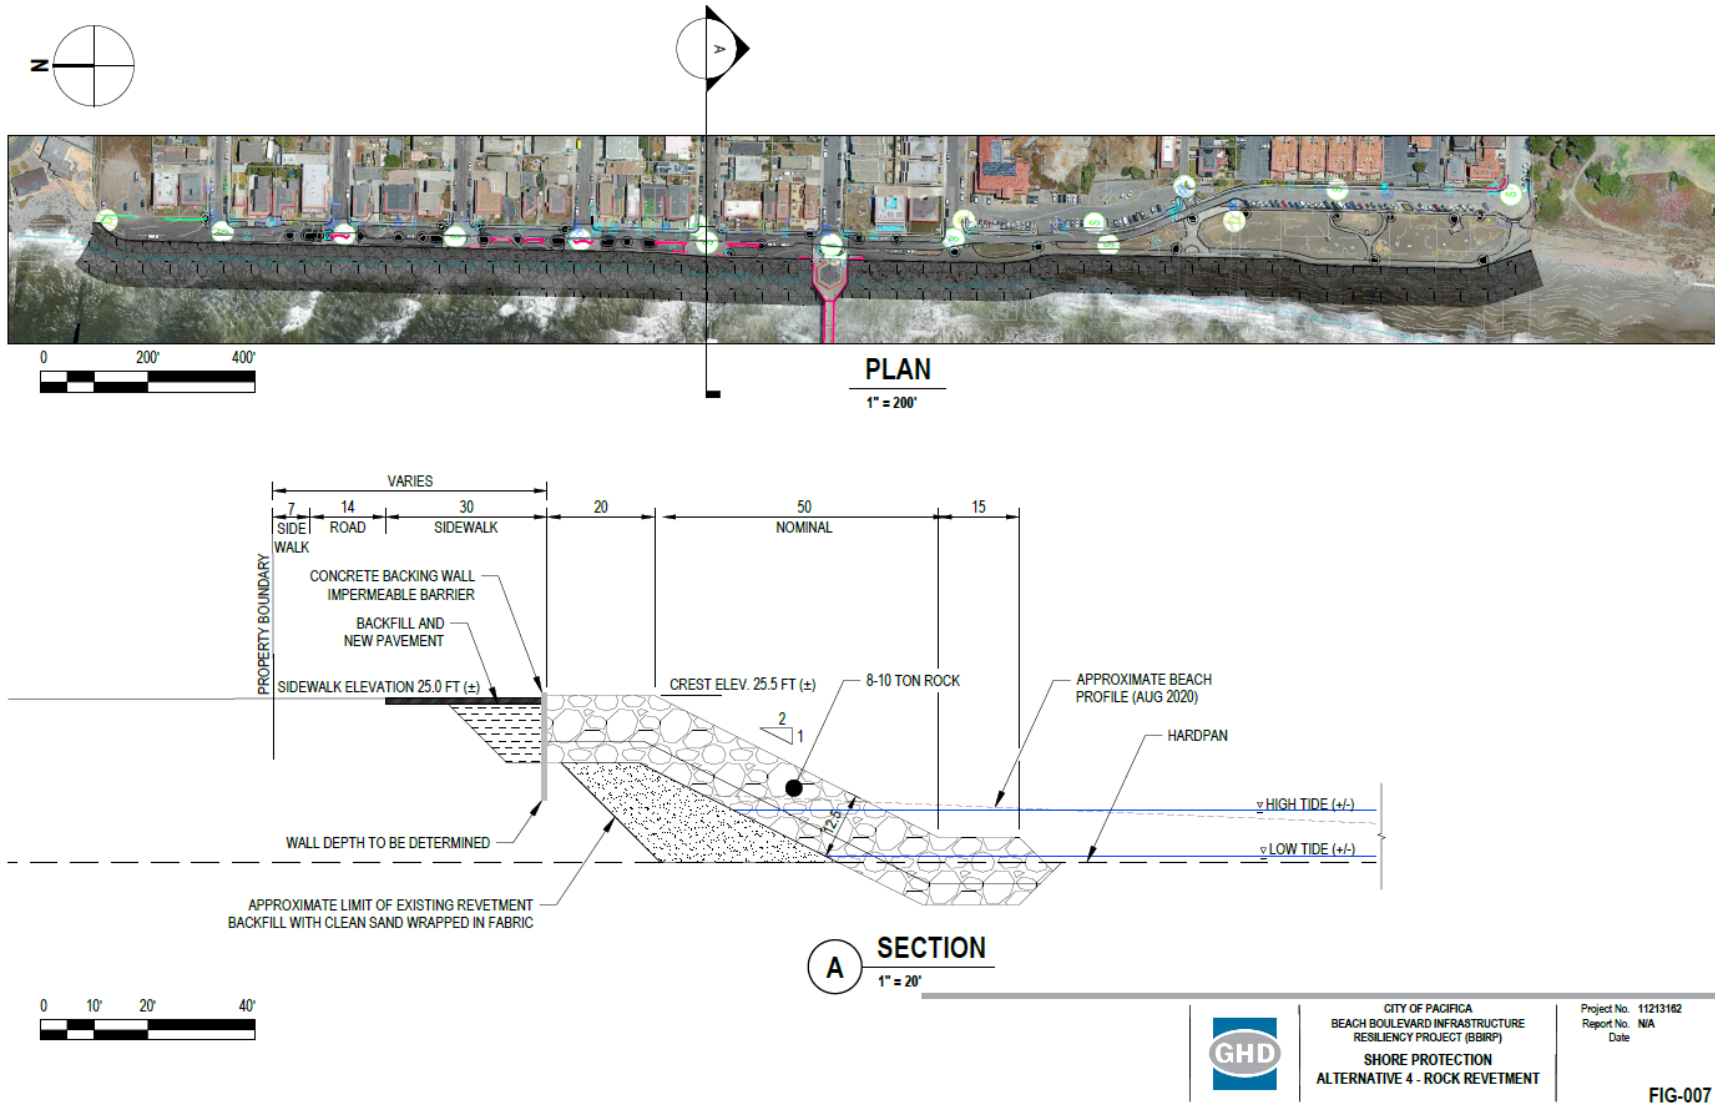 N
A
0 200' 400'
PLAN
1" = 200'
VARIES
7 14 30 20 50 15
SIDE WALK
ROAD
SIDEWALK
NOMINAL
PROPERTY BOUNDARY
CONCRETE BACKING WALL
IMPERMEABLE BARRIER
BACKFILL AND
NEW PAVEMENT
SIDEWALK ELEVATION 25.0 FT (±)
CREST ELEV. 25.5 FT (±)
2
1
8-10 TON ROCK
APPROXIMATE BEACH
PROFILE (AUG 2020)
HARDPAN
HIGH TIDE (+/-)
12.5
LOW TIDE (+/-)
WALL DEPTH TO BE DETERMINED
APPROXIMATE LIMIT OF EXISTING REVETMENT
BACKFILL WITH CLEAN SAND WRAPPED IN FABRIC
A SECTION
1" = 20'
0 10' 20' 40'
GHD
CITY OF PACIFICA
BEACH BOULEVARD INFRASTRUCTURE
RESILIENCY PROJECT (BBIRP)
SHORE PROTECTION
ALTERNATIVE 4 - ROCK REVETMENT
Project No. 11213162
Report No. N/A
Date
FIG-007